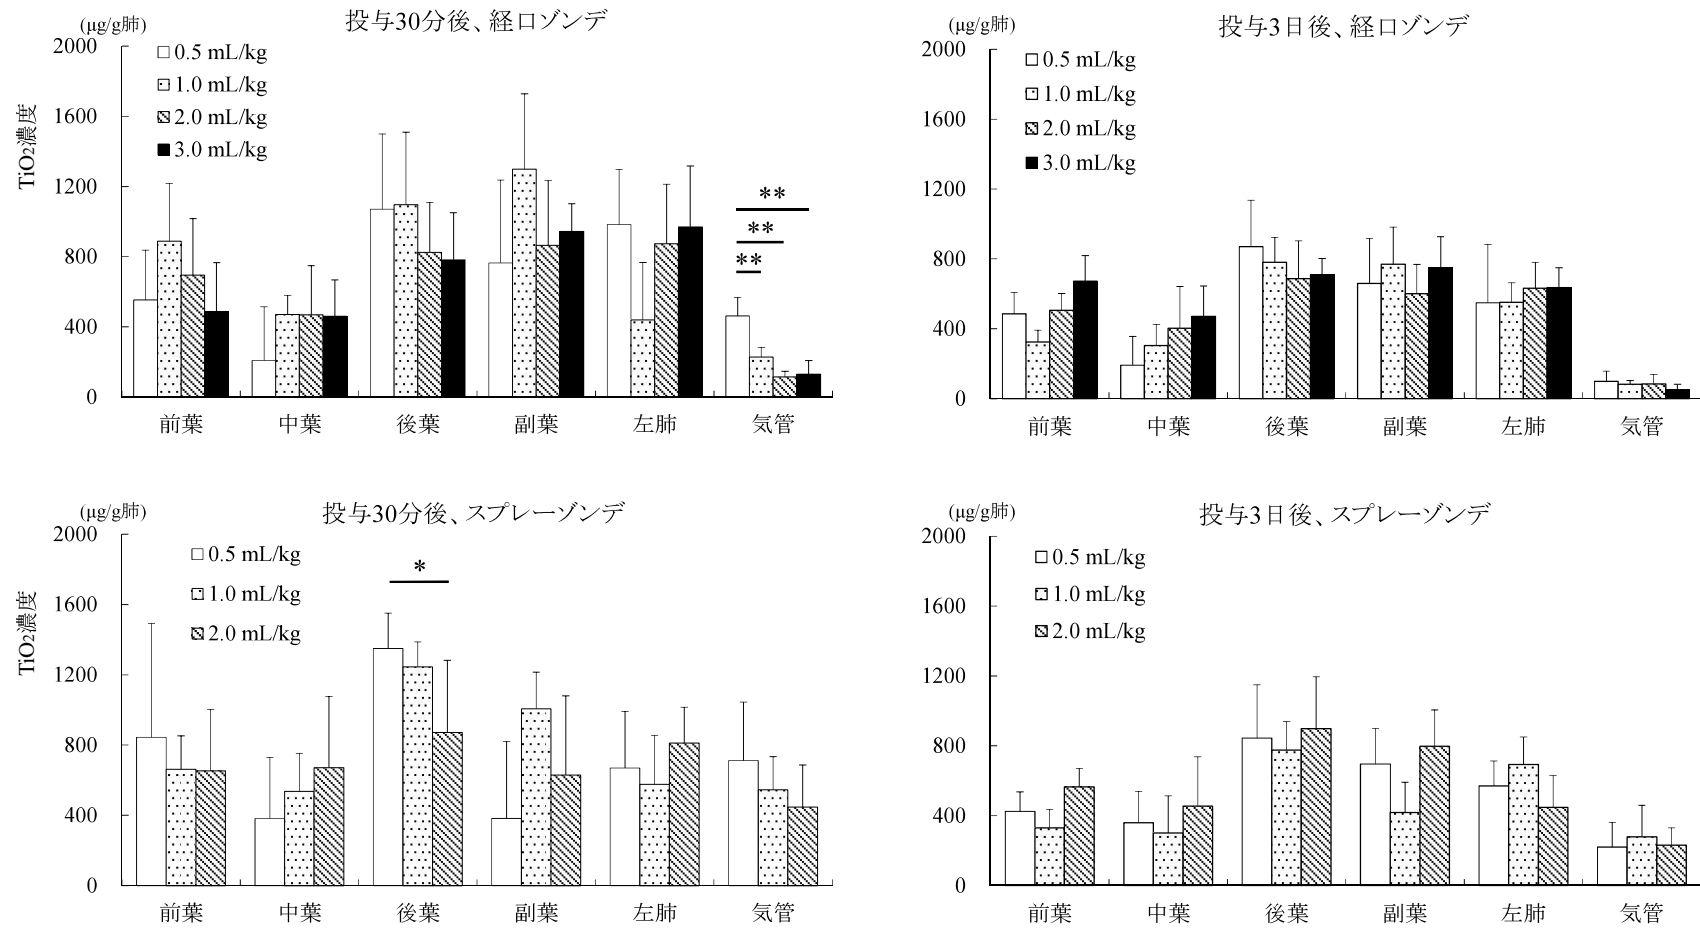 投与30分後、経口ゾンデ
(μg/g肺)
TiO2濃度
2000
1600
1200
800
400
0
0.5 mL/kg
1.0 mL/kg
2.0 mL/kg
3.0 mL/kg
**
**
**
前葉 中葉 後葉 副葉 左肺 気管
投与3日後、経口ゾンデ
(μg/g肺)
2000
1600
1200
800
400
0
0.5 mL/kg
1.0 mL/kg
2.0 mL/kg
3.0 mL/kg
前葉 中葉 後葉 副葉 左肺 気管
投与30分後、スプレーゾンデ
(μg/g肺)
TiO2濃度
2000
1600
1200
800
400
0
0.5 mL/kg
1.0 mL/kg
2.0 mL/kg
*
前葉 中葉 後葉 副葉 左肺 気管
投与3日後、スプレーゾンデ
(μg/g肺)
2000
1600
1200
800
400
0
0.5 mL/kg
1.0 mL/kg
2.0 mL/kg
前葉 中葉 後葉 副葉 左肺 気管